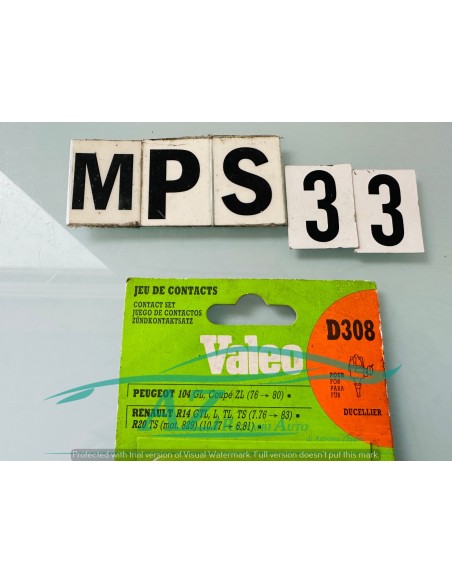 MPS 33
JEU DE CONTACTS
CONTACT SET
JUEGO DE CONTACTOS
ZÜNDKONTAKTSATZ
Valeo
D308
POUR
FOR
PARA
FÜR
DUCELLIER
PEUGEOT 104 GL, Coupé ZL (76 → 80) •
RENAULT R14 GTL, L, TL, TS (7.76 → 83) •
R20 TS (mot. 829) (10.77 → 6.81). •
Auto
Protected with trial version of Visual Watermark. Full version doesn't put this mark.